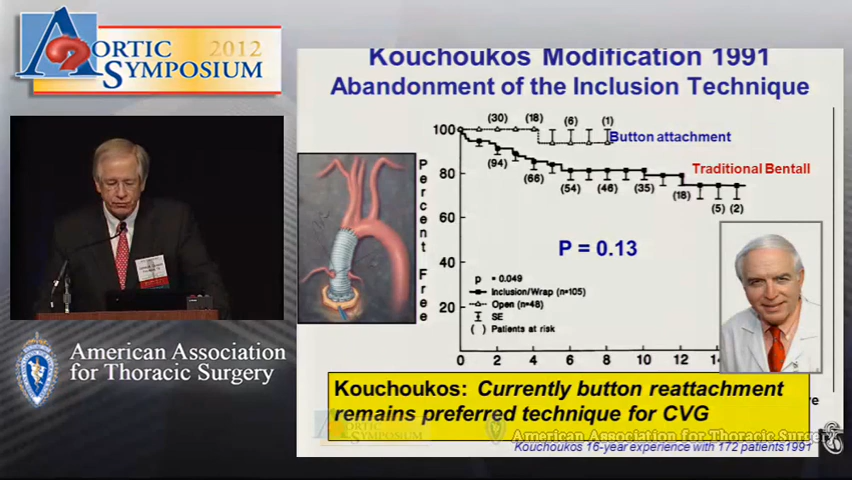 AORTIC 2012
SYMPOSIUM
American Association
for Thoracic Surgery
Kouchoukos Modification 1991
Abandonment of the Inclusion Technique
Percent Free
100
80
60
40
20
(30) (18) (6) (1)
Button attachment
Traditional Bentall
(94) (66) (54) (46) (35) (18) (5) (2)
P = 0.13
p = 0.049
Inclusion/Wrap (n=105)
Open (n=48)
SE
( ) Patients at risk
0 2 4 6 8 10 12
Kouchoukos: Currently button reattachment
remains preferred technique for CVG
American Association for Thoracic Surgery
Kouchoukos 16-year experience with 172 patients1991